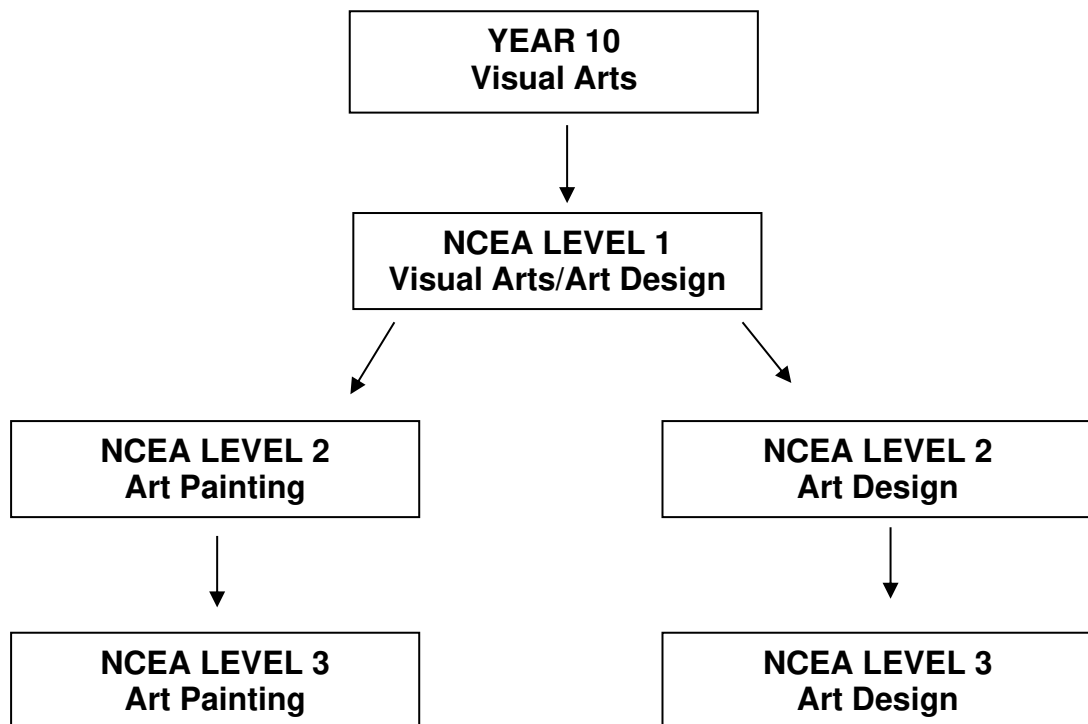 YEAR 10
Visual Arts
NCEA LEVEL 1
Visual Arts/Art Design
NCEA LEVEL 2
Art Painting
NCEA LEVEL 2
Art Design
NCEA LEVEL 3
Art Painting
NCEA LEVEL 3
Art Design